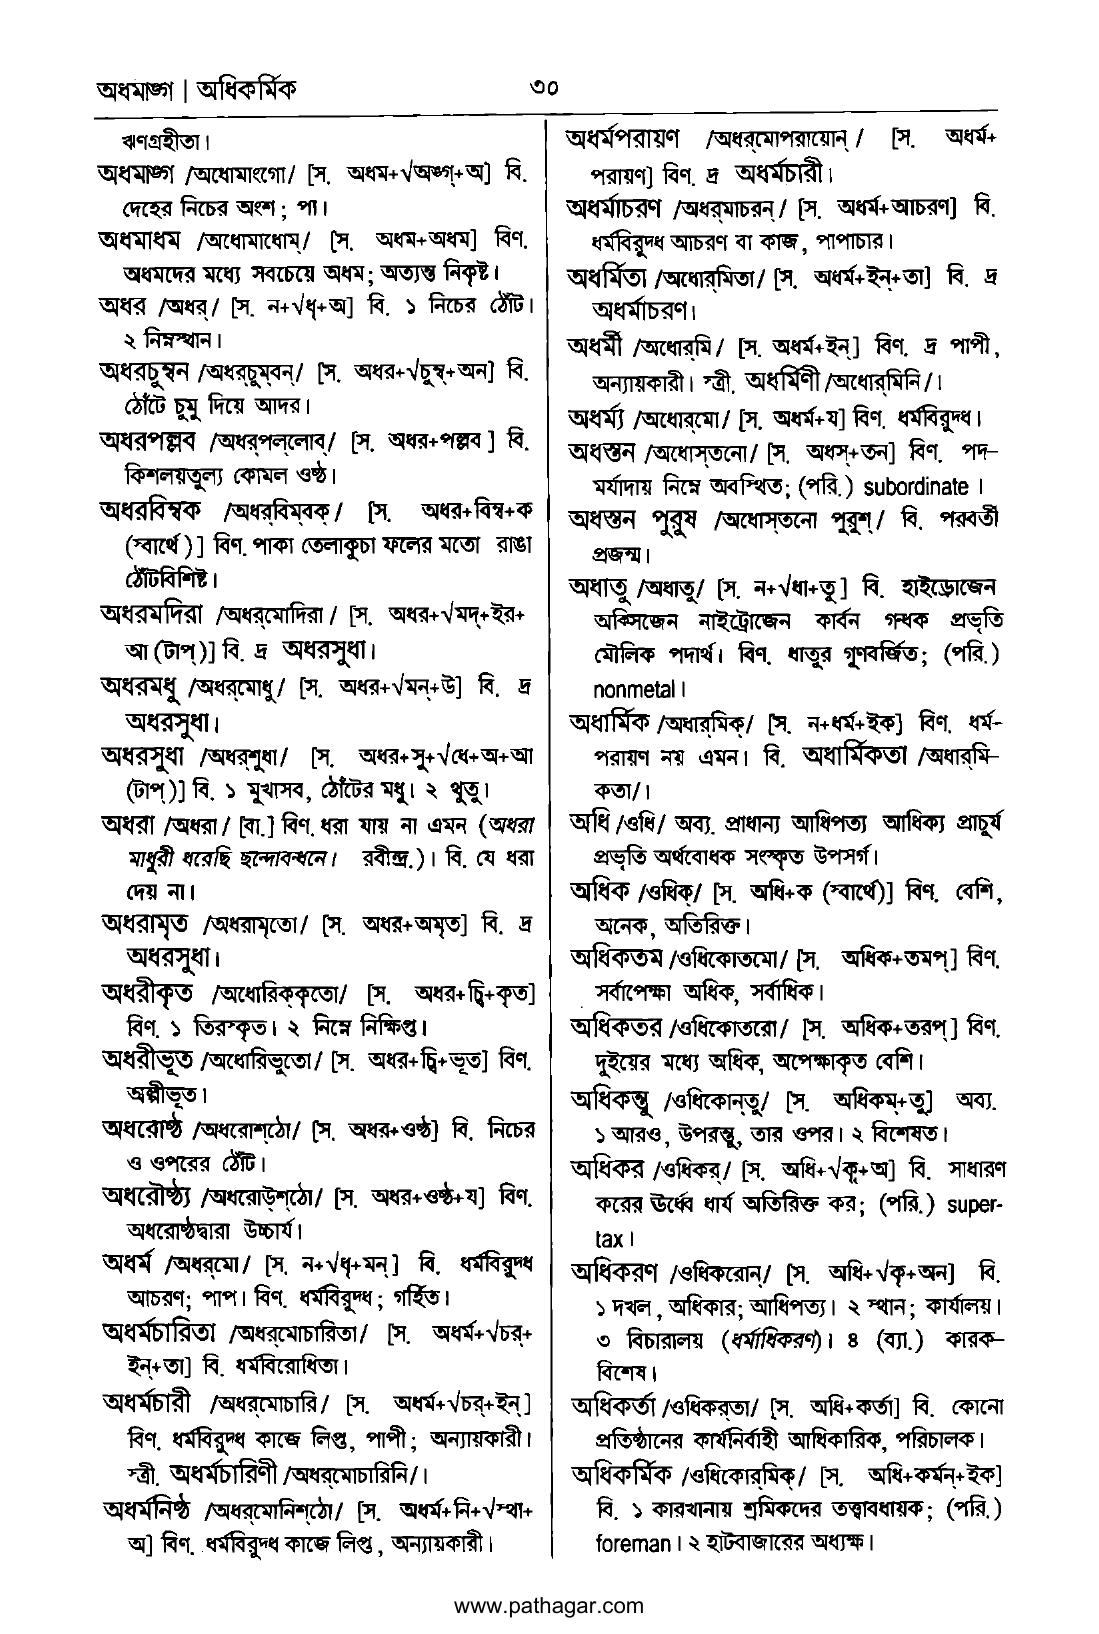 অধমাঙ্গ | অধিকর্মিক
৩০
ঋণগ্রহীতা।
অধমাঙ্গ /অধোমাংগো/ [স. অধম+√অঙ্গ্+অ] বি.
দেহের নিচের অংশ ; পা।
অধমাধম /অধোমাধোম্/ [স. অধম+অধম] বিণ.
অধমদের মধ্যে সবচেয়ে অধম; অত্যন্ত নিকৃষ্ট।
অধর /অধর্/ [স. ন+√ধৃ+অ] বি. ১ নিচের ঠোঁট।
২ নিম্নস্থান।
অধরচুম্বন /অধর্‌চুম্‌বন্/ [স. অধর+√চুম্ব+অন] বি.
ঠোঁটে চুমু দিয়ে আদর।
অধরপল্লব /অধর্‌পল্‌লোব্/ [স. অধর+পল্লব ] বি.
কিশলয়তুল্য কোমল ওষ্ঠ।
অধরবিম্বক /অধর্‌বিম্‌বক্/ [স. অধর+বিম্ব+ক
(স্বার্থে)] বিণ. পাকা তেলাকুচা ফলের মতো রাঙা
ঠোঁটবিশিষ্ট।
অধরমদিরা /অধর্‌মোদিরা/ [স. অধর+√মদ্+ইর+
আ (টাপ্)] বি. দ্র অধরসুধা।
অধরমধু /অধর্‌মোধু/ [স. অধর+√মন্+উ] বি. দ্র
অধরসুধা।
অধরসুধা /অধর্‌শুধা/ [স. অধর+সু+√ধে+অ+আ
(টাপ্)] বি. ১ মুখাসব, ঠোঁটের মধু। ২ থুতু।
অধরা /অধরা/ [বা.] বিণ. ধরা যায় না এমন (অধরা
মাধুরী ধরেছি ছন্দোবন্ধনে। রবীন্দ্র.)। বি. যে ধরা
দেয় না।
অধরামৃত /অধরামৃতো/ [স. অধর+অমৃত] বি. দ্র
অধরসুধা।
অধরীকৃত /অধোরিক্‌কৃতো/ [স. অধর+চ্বি+কৃত]
বিণ. ১ তিরস্কৃত। ২ নিম্নে নিক্ষিপ্ত।
অধরীভূত /অধোরিভুতো/ [স. অধর+চ্বি+ভূত] বিণ.
অল্পীভূত।
অধরোষ্ঠ /অধরোশ্‌ঠো/ [স. অধর+ওষ্ঠ] বি. নিচের
ও ওপরের ঠোঁট।
অধরৌষ্ঠ্য /অধরোউশ্‌ঠো/ [স. অধর+ওষ্ঠ+য] বিণ.
অধরোষ্ঠদ্বারা উচ্চার্য।
অধর্ম /অধর্‌মো/ [স. ন+√ধৃ+মন্] বি. ধর্মবিরুদ্ধ
আচরণ; পাপ। বিণ. ধর্মবিরুদ্ধ; গর্হিত।
অধর্মচারিতা /অধর্‌মোচারিতা/ [স. অধর্ম+√চর্+
ইন্+তা] বি. ধর্মবিরোধিতা।
অধর্মচারী /অধর্‌মোচারি/ [স. অধর্ম+√চর্+ইন্]
বিণ. ধর্মবিরুদ্ধ কাজে লিপ্ত, পাপী; অন্যায়কারী।
স্ত্রী. অধর্মচারিণী /অধর্‌মোচারিনি/।
অধর্মনিষ্ঠ /অধর্‌মোনিশ্‌ঠো/ [স. অধর্ম+নি+√স্থা+
অ] বিণ. ধর্মবিরুদ্ধ কাজে লিপ্ত, অন্যায়কারী।
অধর্মপরায়ণ /অধর্‌মোপরায়োন্/ [স. অধর্ম+
পরায়ণ] বিণ. দ্র অধর্মচারী।
অধর্মাচরণ /অধর্‌মাচরন্/ [স. অধর্ম+আচরণ] বি.
ধর্মবিরুদ্ধ আচরণ বা কাজ, পাপাচার।
অধর্মিতা /অধোর্‌মিতা/ [স. অধর্ম+ইন্+তা] বি. দ্র
অধর্মাচরণ।
অধর্মী /অধোর্‌মি/ [স. অধর্ম+ইন্] বিণ. দ্র পাপী,
অন্যায়কারী। স্ত্রী. অধর্মিণী /অধোর্‌মিনি/।
অধর্ম্য /অধোর্‌মো/ [স. অধর্ম+য] বিণ. ধর্মবিরুদ্ধ।
অধস্তন /অধোস্‌তনো/ [স. অধস্+তন] বিণ. পদ-
মর্যাদায় নিম্নে অবস্থিত; (পরি.) subordinate ।
অধস্তন পুরুষ /অধোস্‌তনো পুরুশ্/ বি. পরবর্তী
প্রজন্ম।
অধাতু /অধাতু/ [স. ন+√ধা+তু] বি. হাইড্রোজেন
অক্সিজেন নাইট্রোজেন কার্বন গন্ধক প্রভৃতি
মৌলিক পদার্থ। বিণ. ধাতুর গুণবর্জিত; (পরি.)
nonmetal ।
অধার্মিক /অধার্‌মিক্/ [স. ন+ধর্ম+ইক] বিণ. ধর্ম-
পরায়ণ নয় এমন। বি. অধার্মিকতা /অধার্‌মি-
কতা/।
অধি /ওধি/ অব্য. প্রাধান্য আধিপত্য আধিক্য প্রাচুর্য
প্রভৃতি অর্থবোধক সংস্কৃত উপসর্গ।
অধিক /ওধিক্/ [স. অধি+ক (স্বার্থে)] বিণ. বেশি,
অনেক, অতিরিক্ত।
অধিকতম /ওধিকোতমো/ [স. অধিক+তমপ্] বিণ.
সর্বাপেক্ষা অধিক, সর্বাধিক।
অধিকতর /ওধিকোতরো/ [স. অধিক+তরপ্] বিণ.
দুইয়ের মধ্যে অধিক, অপেক্ষাকৃত বেশি।
অধিকন্তু /ওধিকোন্‌তু/ [স. অধিকম্+তু] অব্য.
১ আরও, উপরন্তু, তার ওপর। ২ বিশেষত।
অধিকর /ওধিকর্/ [স. অধি+√কৃ+অ] বি. সাধারণ
করের ঊর্ধ্বে ধার্য অতিরিক্ত কর; (পরি.) super-
tax ।
অধিকরণ /ওধিকরোন্/ [স. অধি+√কৃ+অন] বি.
১ দখল, অধিকার; আধিপত্য। ২ স্থান; কার্যালয়।
৩ বিচারালয় (ধর্মাধিকরণ)। ৪ (ব্যা.) কারক-
বিশেষ।
অধিকর্তা /ওধিকর্‌তা/ [স. অধি+কর্তা] বি. কোনো
প্রতিষ্ঠানের কার্যনির্বাহী আধিকারিক, পরিচালক।
অধিকর্মিক /ওধিকোর্‌মিক্/ [স. অধি+কর্মন্+ইক]
বি. ১ কারখানায় শ্রমিকদের তত্ত্বাবধায়ক; (পরি.)
foreman । ২ হাটবাজারের অধ্যক্ষ।
www.pathagar.com